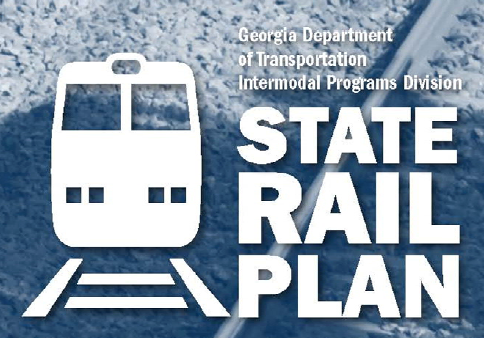 Georgia Department
of Transportation
Intermodal Programs Division
STATE
RAIL
PLAN